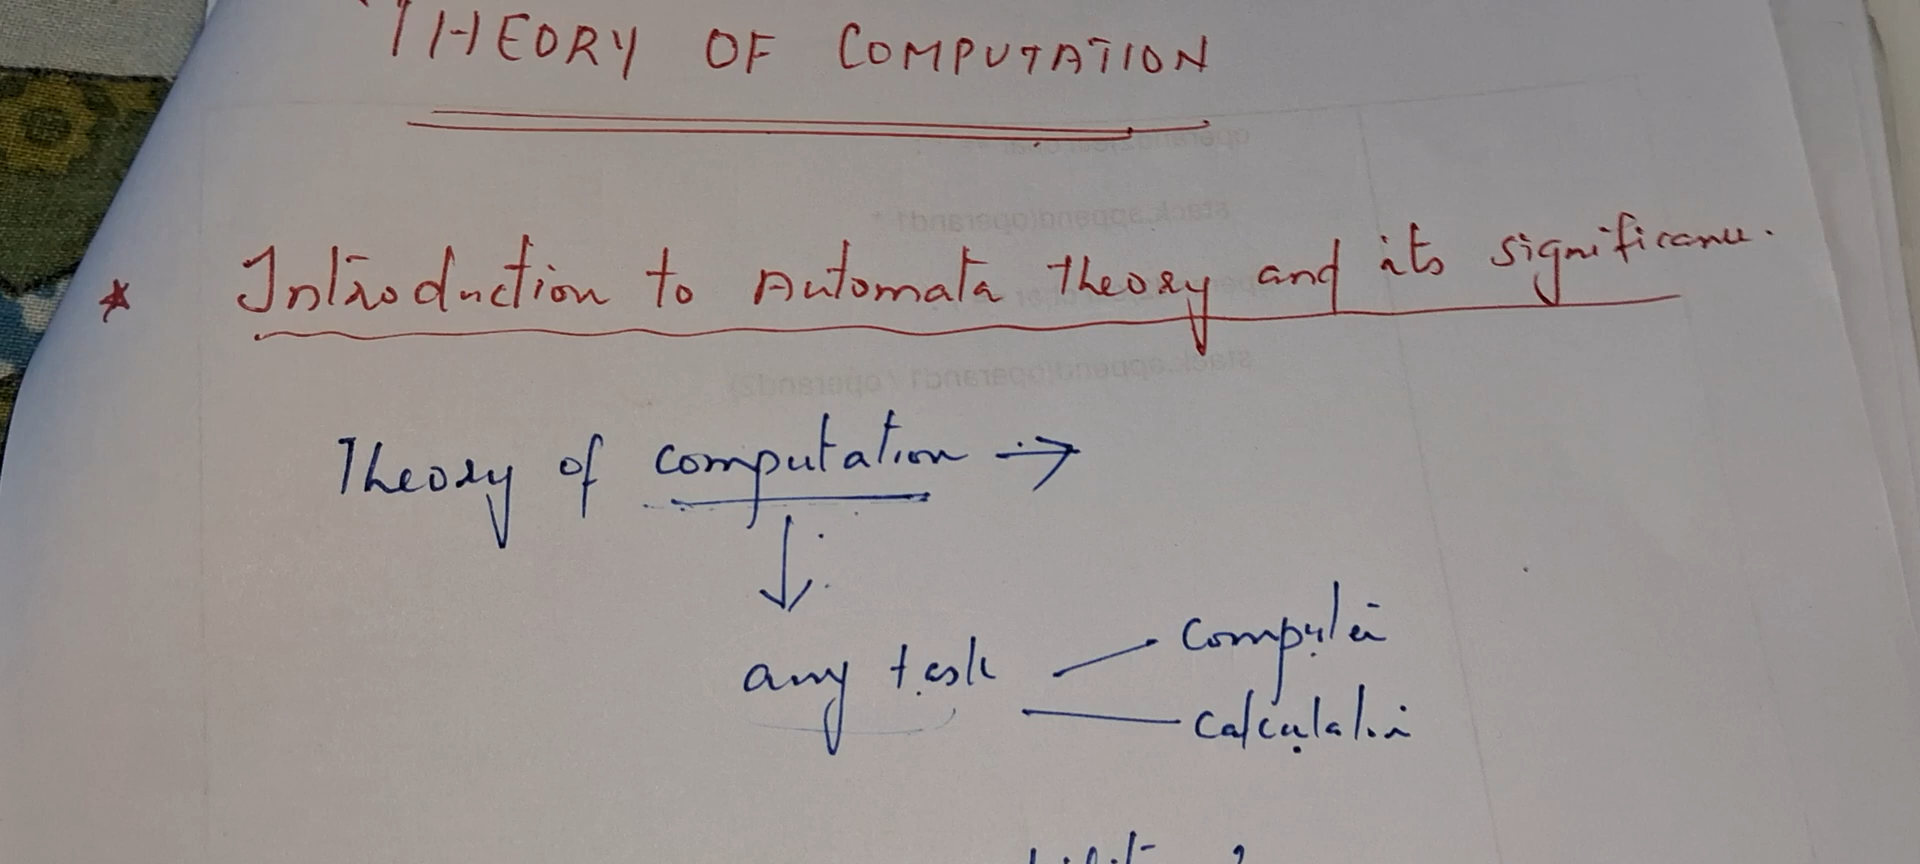 THEORY OF COMPUTATION
* Introduction to Automata Theory and its significance.
Theory of computation →
↓
any task
Computer
Calculator